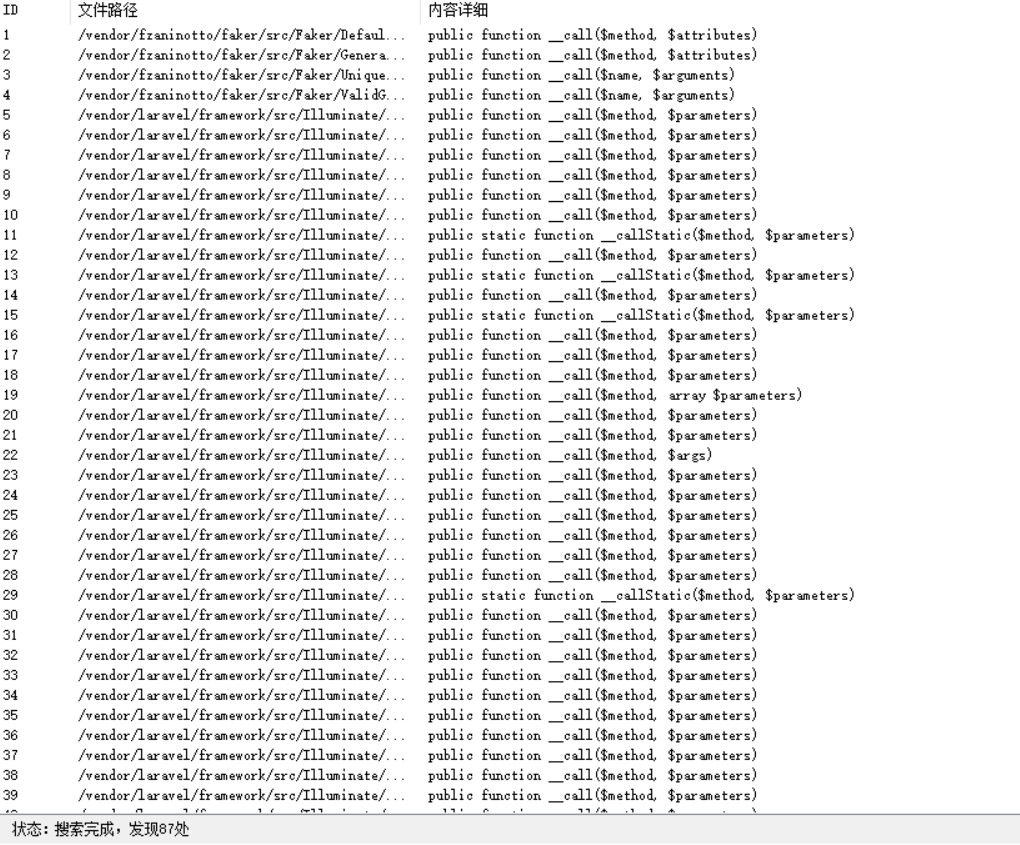 ID 文件路径 内容详细
1 /vendor/fzaninotto/faker/src/Faker/Defaul... public function __call($method, $attributes)
2 /vendor/fzaninotto/faker/src/Faker/Genera... public function __call($method, $attributes)
3 /vendor/fzaninotto/faker/src/Faker/Unique... public function __call($name, $arguments)
4 /vendor/fzaninotto/faker/src/Faker/ValidG... public function __call($name, $arguments)
5 /vendor/laravel/framework/src/Illuminate/... public function __call($method, $parameters)
6 /vendor/laravel/framework/src/Illuminate/... public function __call($method, $parameters)
7 /vendor/laravel/framework/src/Illuminate/... public function __call($method, $parameters)
8 /vendor/laravel/framework/src/Illuminate/... public function __call($method, $parameters)
9 /vendor/laravel/framework/src/Illuminate/... public function __call($method, $parameters)
10 /vendor/laravel/framework/src/Illuminate/... public function __call($method, $parameters)
11 /vendor/laravel/framework/src/Illuminate/... public static function __callStatic($method, $parameters)
12 /vendor/laravel/framework/src/Illuminate/... public function __call($method, $parameters)
13 /vendor/laravel/framework/src/Illuminate/... public static function __callStatic($method, $parameters)
14 /vendor/laravel/framework/src/Illuminate/... public function __call($method, $parameters)
15 /vendor/laravel/framework/src/Illuminate/... public static function __callStatic($method, $parameters)
16 /vendor/laravel/framework/src/Illuminate/... public function __call($method, $parameters)
17 /vendor/laravel/framework/src/Illuminate/... public function __call($method, $parameters)
18 /vendor/laravel/framework/src/Illuminate/... public function __call($method, $parameters)
19 /vendor/laravel/framework/src/Illuminate/... public function __call($method, array $parameters)
20 /vendor/laravel/framework/src/Illuminate/... public function __call($method, $parameters)
21 /vendor/laravel/framework/src/Illuminate/... public function __call($method, $parameters)
22 /vendor/laravel/framework/src/Illuminate/... public function __call($method, $args)
23 /vendor/laravel/framework/src/Illuminate/... public function __call($method, $parameters)
24 /vendor/laravel/framework/src/Illuminate/... public function __call($method, $parameters)
25 /vendor/laravel/framework/src/Illuminate/... public function __call($method, $parameters)
26 /vendor/laravel/framework/src/Illuminate/... public function __call($method, $parameters)
27 /vendor/laravel/framework/src/Illuminate/... public function __call($method, $parameters)
28 /vendor/laravel/framework/src/Illuminate/... public function __call($method, $parameters)
29 /vendor/laravel/framework/src/Illuminate/... public static function __callStatic($method, $parameters)
30 /vendor/laravel/framework/src/Illuminate/... public function __call($method, $parameters)
31 /vendor/laravel/framework/src/Illuminate/... public function __call($method, $parameters)
32 /vendor/laravel/framework/src/Illuminate/... public function __call($method, $parameters)
33 /vendor/laravel/framework/src/Illuminate/... public function __call($method, $parameters)
34 /vendor/laravel/framework/src/Illuminate/... public function __call($method, $parameters)
35 /vendor/laravel/framework/src/Illuminate/... public function __call($method, $parameters)
36 /vendor/laravel/framework/src/Illuminate/... public function __call($method, $parameters)
37 /vendor/laravel/framework/src/Illuminate/... public function __call($method, $parameters)
38 /vendor/laravel/framework/src/Illuminate/... public function __call($method, $parameters)
39 /vendor/laravel/framework/src/Illuminate/... public function __call($method, $parameters)
状态：搜索完成，发现87处